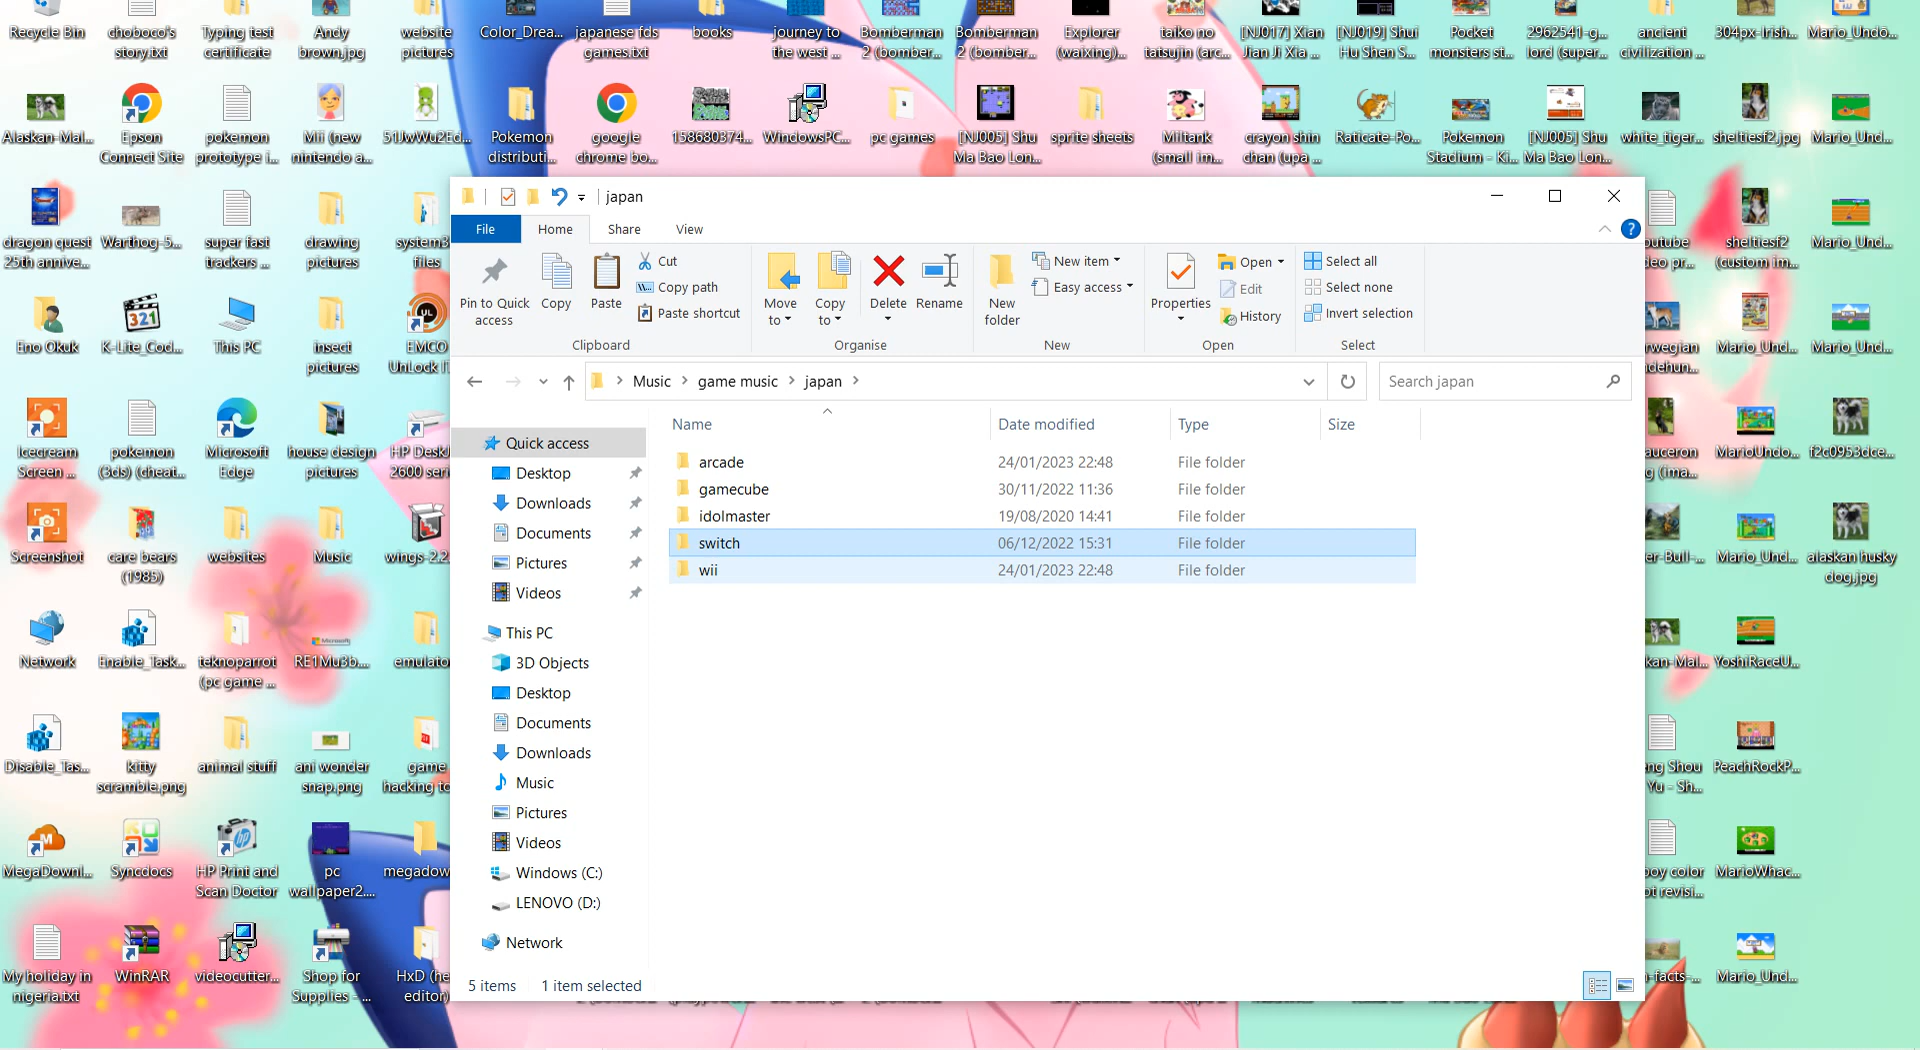 Recycle Bin
choboco's
story.txt
Typing test
certificate
Andy
brown.jpg
website
pictures
Color_Drea...
japanese fds
games.txt
books
journey to
the west ...
Bomberman
2 (bomber...
Bomberman
2 (bomber...
Explorer
(waixing)...
taiko no
tatsujin (arc...
[NJ017] Xian
Jian Ji Xia ...
[NJ019] Shui
Hu Shen S...
Pocket
monsters st...
2962541-g...
lord (super...
ancient
civilization ...
304px-Irish...
Mario_Undo...
Alaskan-Mal...
Epson
Connect Site
pokemon
prototype i...
Mii (new
nintendo a...
51JwWu2Ed...
Pokemon
distributi...
google
chrome bo...
158680374...
WindowsPC...
pc games
[NJ005] Shu
Ma Bao Lon...
sprite sheets
Miltank
(small im...
crayon shin
chan (upa ...
Raticate-Po...
Pokemon
Stadium - Ki...
[NJ005] Shu
Ma Bao Lon...
white_tiger...
sheltiesf2.jpg
Mario_Und...
dragon quest
25th annive...
Warthog-5...
super fast
trackers ...
drawing
pictures
system3
files
sheltiesf2
(custom im...
Mario_Und...
Eno Okuk
K-Lite_Cod...
This PC
insect
pictures
EMCO
UnLock I
Mario_Und...
Mario_Und...
Icecream
Screen ...
pokemon
(3ds) (cheat...
Microsoft
Edge
house design
pictures
HP DeskJ
2600 seri
MarioUndo...
f2c0953dce...
Screenshot
care bears
(1985)
websites
Music
wings-2.2
Mario_Und...
alaskan husky
dog.jpg
Network
Enable_Task...
teknoparrot
(pc game ...
Microsoft
RE1Mu3b...
emulato
kan-Mal...
YoshiRaceU...
Disable_Tas...
kitty
scramble.png
animal stuff
ani wonder
snap.png
game
hacking to
ng Shou
Yu - Sh...
PeachRockP...
MegaDownl...
Syncdocs
HP Print and
Scan Doctor
pc
wallpaper2....
megadow
boy color
ot revisi...
MarioWhac...
My holiday in
nigeria.txt
WinRAR
videocutter...
Shop for
Supplies - ...
HxD (he
editor)
n-facts-...
Mario_Und...
japan
File
Home
Share
View
Pin to Quick
access
Copy
Paste
Cut
Copy path
Paste shortcut
Clipboard
Move
to
Copy
to
Delete
Rename
Organise
New
folder
New item
Easy access
New
Properties
Open
Edit
History
Open
Select all
Select none
Invert selection
Select
Music > game music > japan >
Search japan
Name Date modified Type Size
arcade 24/01/2023 22:48 File folder
gamecube 30/11/2022 11:36 File folder
idolmaster 19/08/2020 14:41 File folder
switch 06/12/2022 15:31 File folder
wii 24/01/2023 22:48 File folder
Quick access
Desktop
Downloads
Documents
Pictures
Videos
This PC
3D Objects
Desktop
Documents
Downloads
Music
Pictures
Videos
Windows (C:)
LENOVO (D:)
Network
5 items 1 item selected